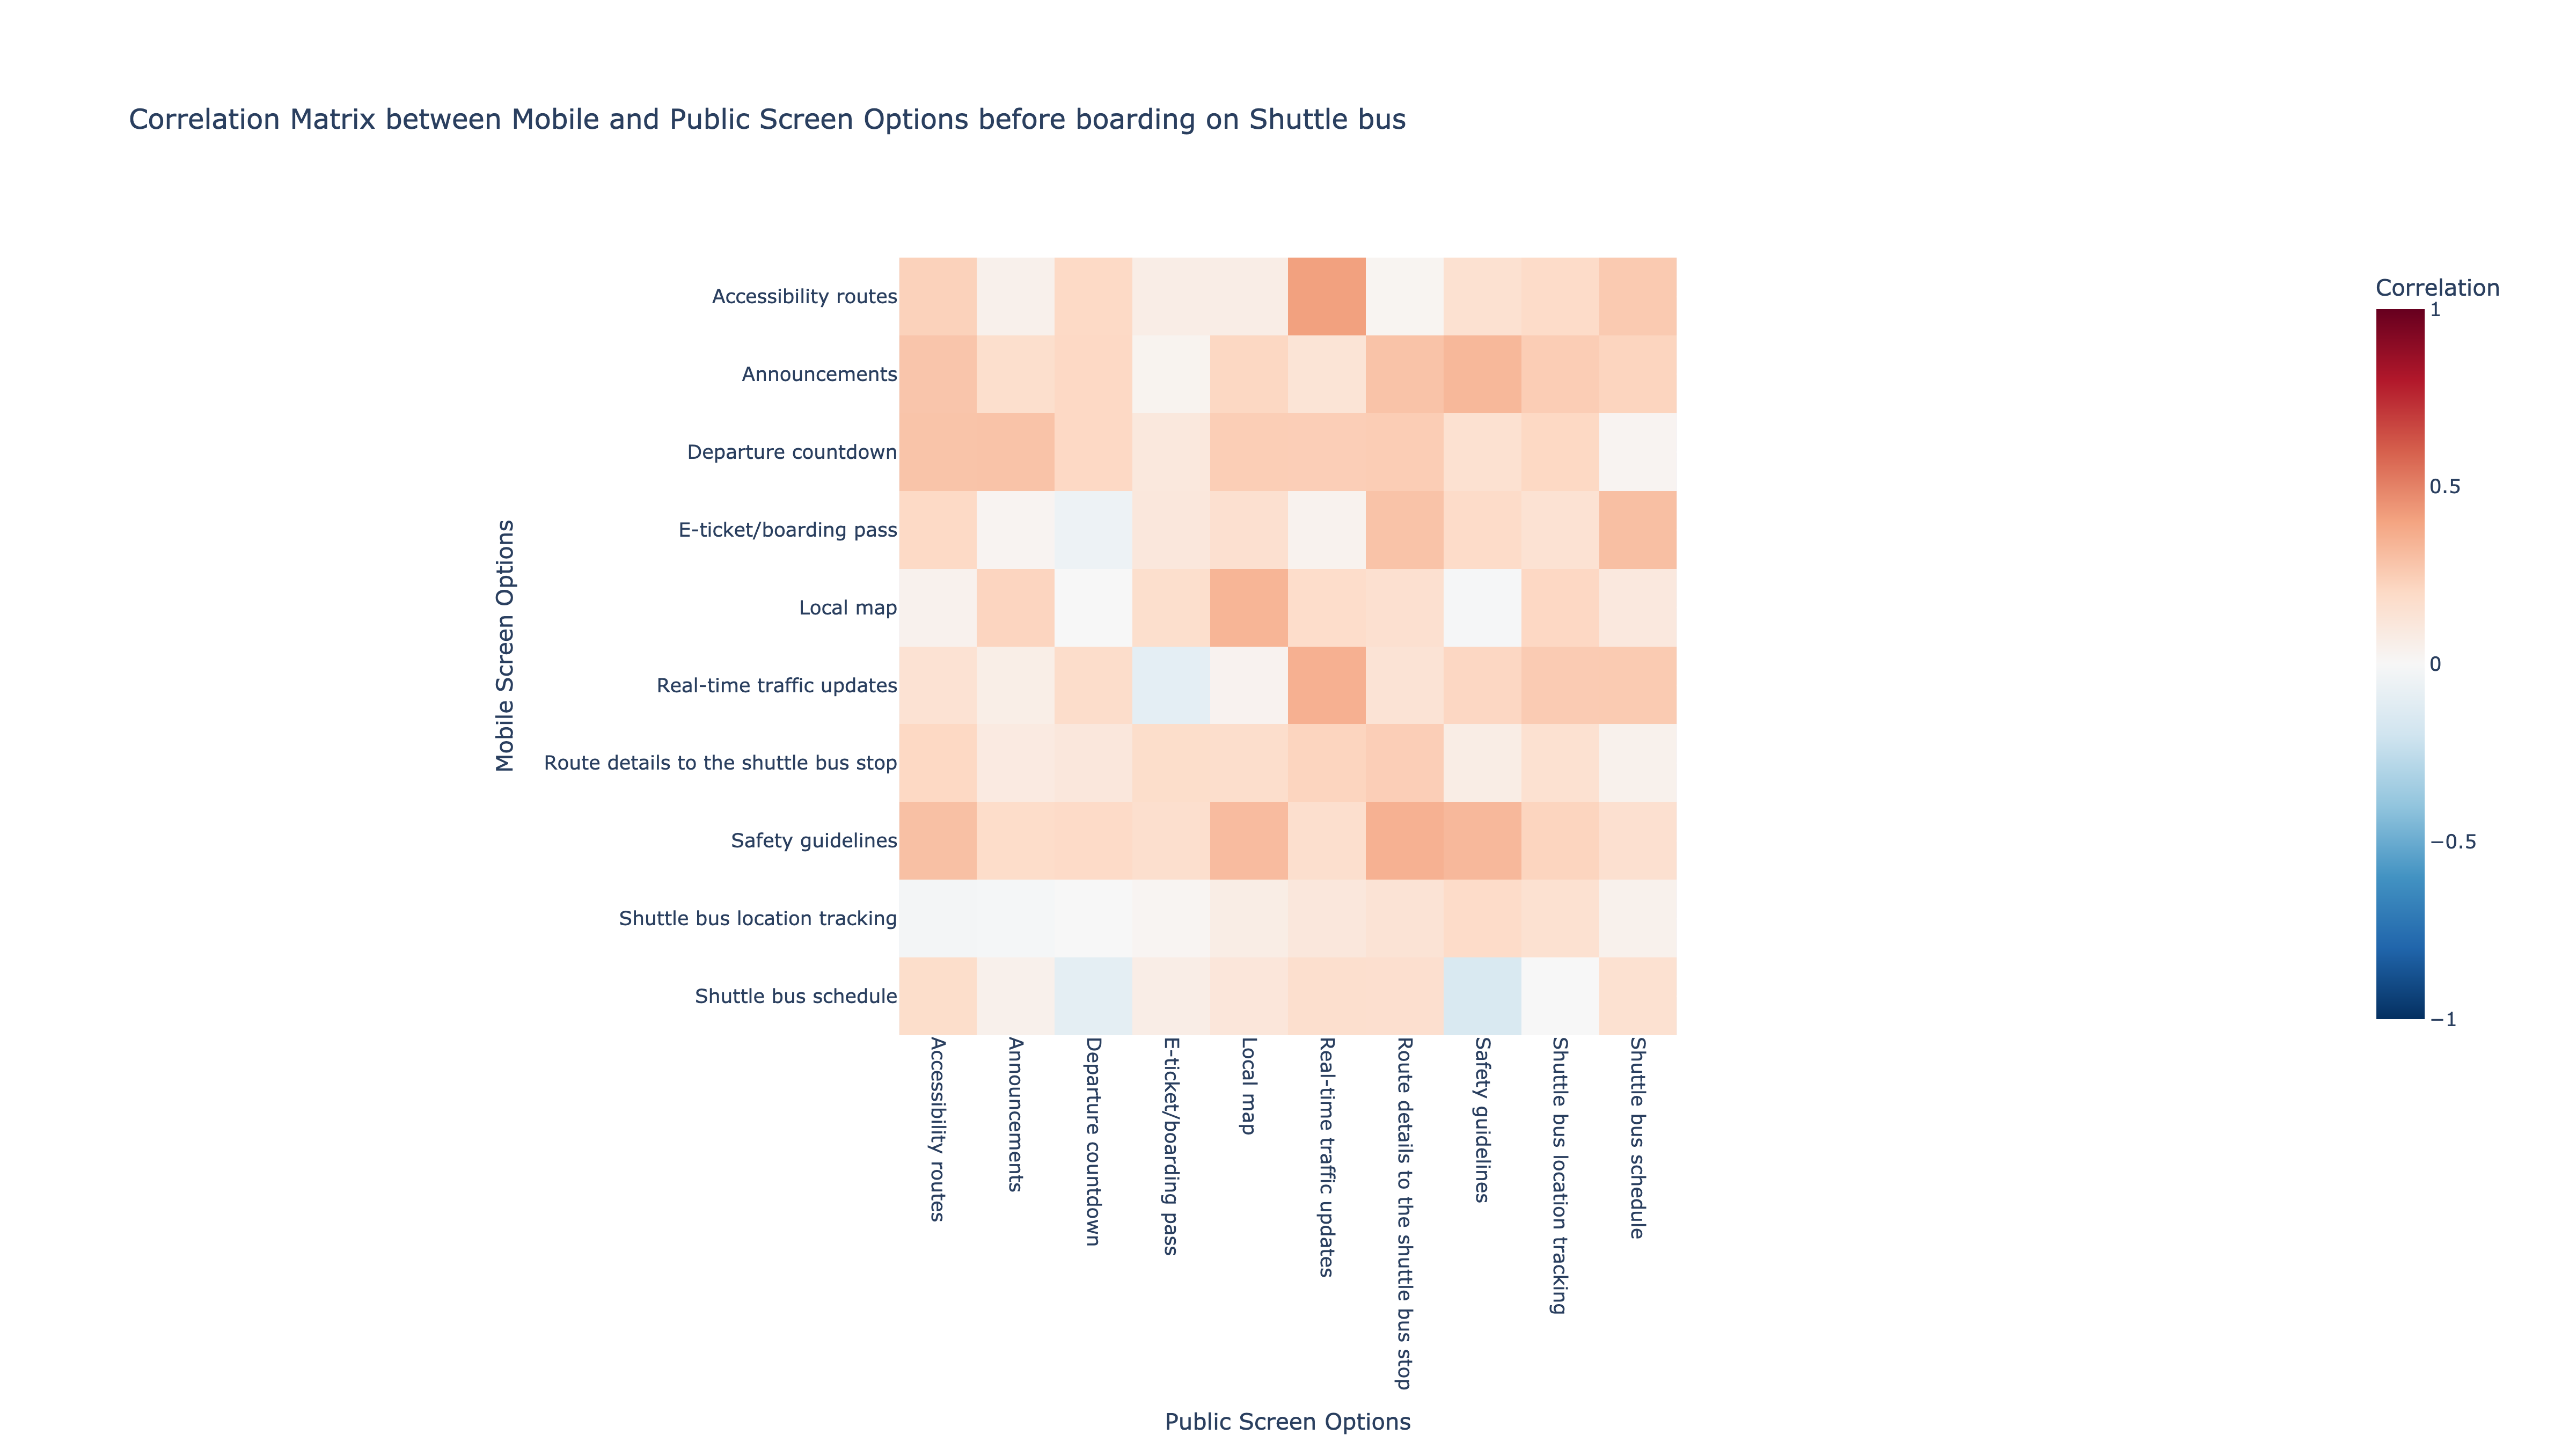 Correlation Matrix between Mobile and Public Screen Options before boarding on Shuttle bus
Mobile Screen Options
Accessibility routes
Announcements
Departure countdown
E-ticket/boarding pass
Local map
Real-time traffic updates
Route details to the shuttle bus stop
Safety guidelines
Shuttle bus location tracking
Shuttle bus schedule
Accessibility routes
Announcements
Departure countdown
E-ticket/boarding pass
Local map
Real-time traffic updates
Route details to the shuttle bus stop
Safety guidelines
Shuttle bus location tracking
Shuttle bus schedule
Public Screen Options
Correlation
1
0.5
0
−0.5
−1